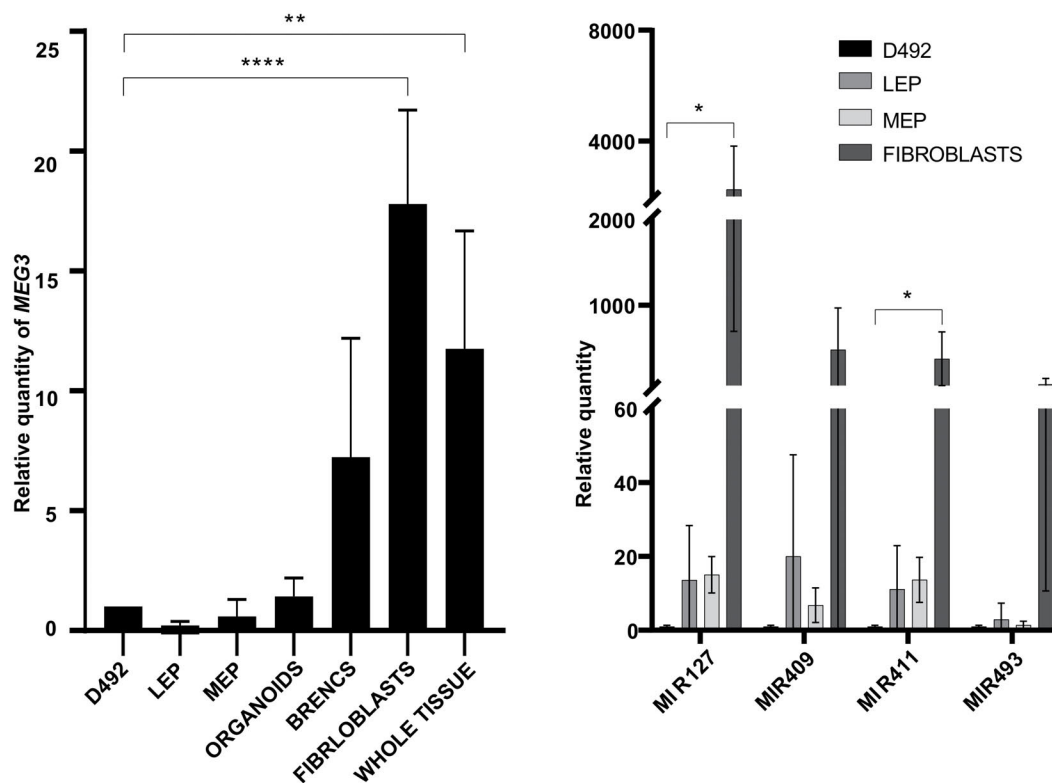 Relative quantity of MEG3
25
20
15
10
5
0
**
****
D492
LEP
MEP
ORGANOIDS
BRENCS
FIBRLOBLASTS
WHOLE TISSUE
Relative quantity
8000
4000
2000
1000
60
40
20
0
*
*
D492
LEP
MEP
FIBROBLASTS
MIR127
MIR409
MIR411
MIR493